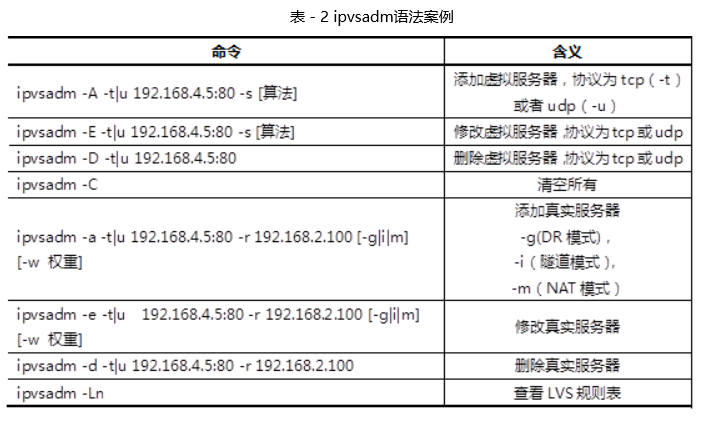 表 - 2 ipvsadm语法案例
命令 含义
ipvsadm -A -t|u 192.168.4.5:80 -s [算法] 添加虚拟服务器，协议为 tcp（-t）
或者 udp（-u）
ipvsadm -E -t|u 192.168.4.5:80 -s [算法] 修改虚拟服务器,协议为 tcp 或 udp
ipvsadm -D -t|u 192.168.4.5:80 删除虚拟服务器,协议为 tcp 或 udp
ipvsadm -C 清空所有
ipvsadm -a -t|u 192.168.4.5:80 -r 192.168.2.100 [-g|i|m]
[-w 权重]
添加真实服务器
-g(DR 模式)，
-i（隧道模式),
-m（NAT 模式）
ipvsadm -e -t|u 192.168.4.5:80 -r 192.168.2.100 [-g|i|m]
[-w 权重]
修改真实服务器
ipvsadm -d -t|u 192.168.4.5:80 -r 192.168.2.100 删除真实服务器
ipvsadm -Ln 查看 LVS 规则表